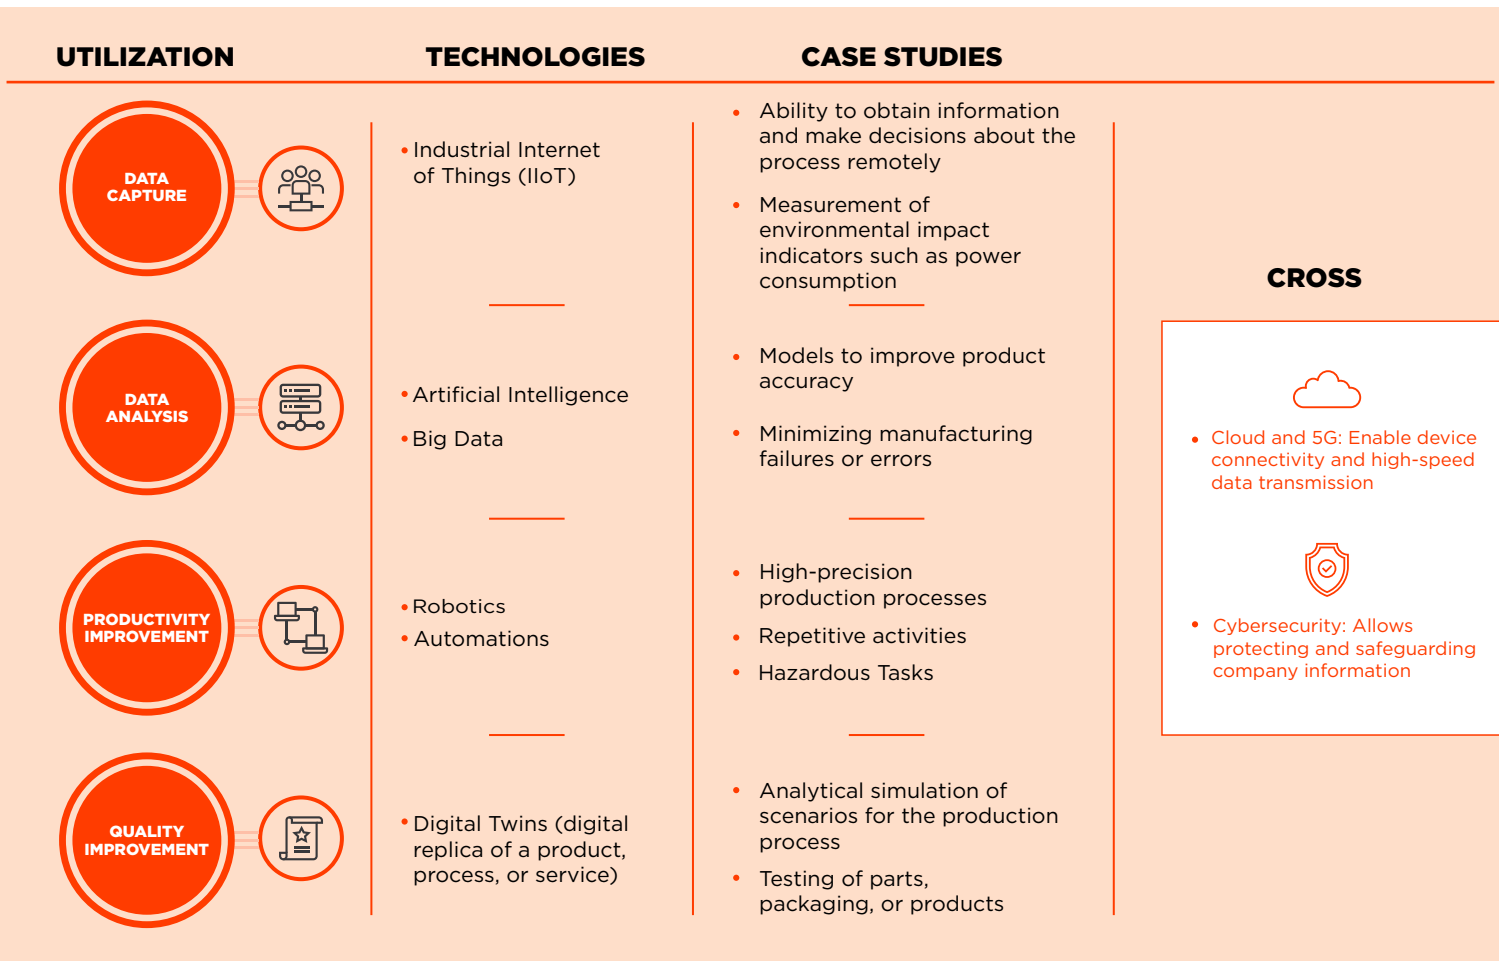 UTILIZATION
TECHNOLOGIES
CASE STUDIES
DATA
CAPTURE
• Industrial Internet
of Things (IIoT)
• Ability to obtain information
and make decisions about the
process remotely
• Measurement of
environmental impact
indicators such as power
consumption
DATA
ANALYSIS
• Artificial Intelligence
• Big Data
• Models to improve product
accuracy
• Minimizing manufacturing
failures or errors
PRODUCTIVITY
IMPROVEMENT
• Robotics
• Automations
• High-precision
production processes
• Repetitive activities
• Hazardous Tasks
QUALITY
IMPROVEMENT
• Digital Twins (digital
replica of a product,
process, or service)
• Analytical simulation of
scenarios for the production
process
• Testing of parts,
packaging, or products
CROSS
• Cloud and 5G: Enable device
connectivity and high-speed
data transmission
• Cybersecurity: Allows
protecting and safeguarding
company information